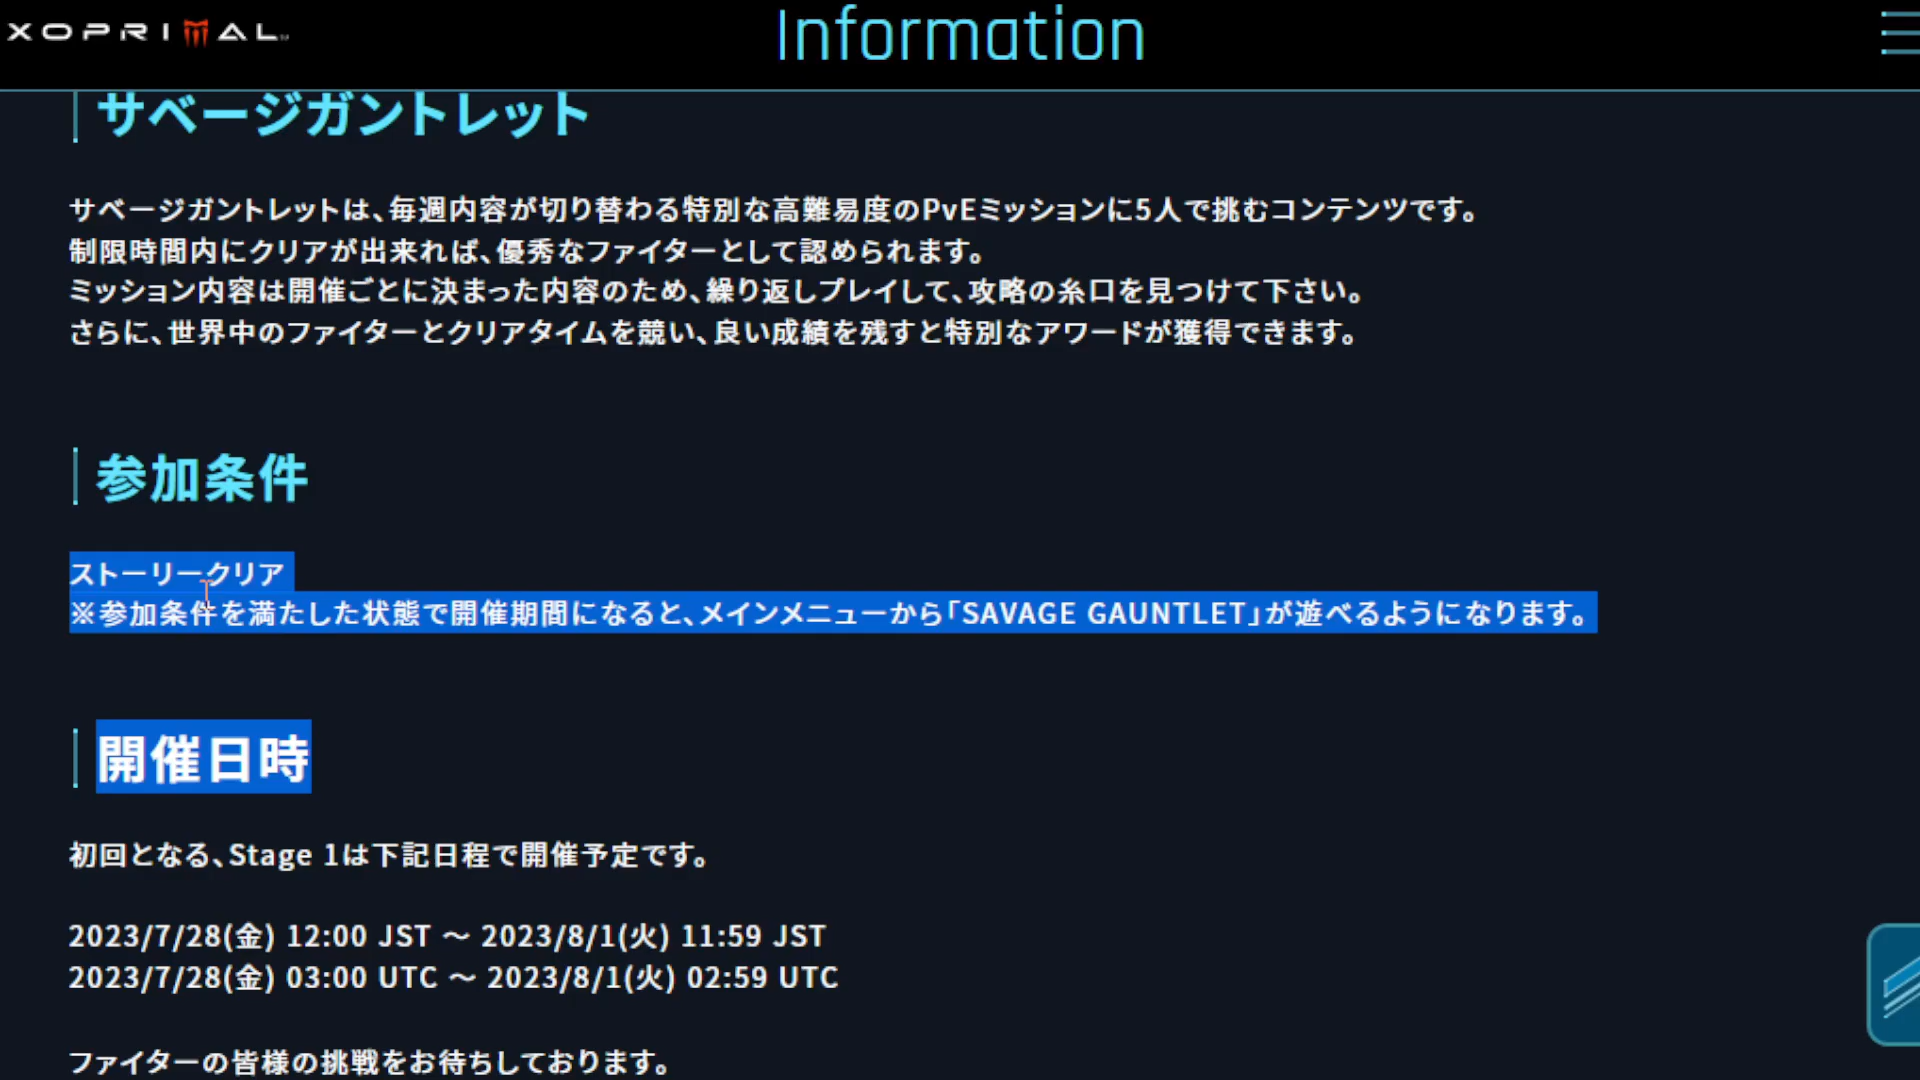 XOPRIMAL
Information
サベージガントレット
サベージガントレットは、毎週内容が切り替わる特別な高難易度のPvEミッションに5人で挑むコンテンツです。
制限時間内にクリアが出来れば、優秀なファイターとして認められます。
ミッション内容は開催ごとに決まった内容のため、繰り返しプレイして、攻略の糸口を見つけて下さい。
さらに、世界中のファイターとクリアタイムを競い、良い成績を残すと特別なアワードが獲得できます。
参加条件
ストーリークリア
※参加条件を満たした状態で開催期間になると、メインメニューから「SAVAGE GAUNTLET」が遊べるようになります。
開催日時
初回となる、Stage 1は下記日程で開催予定です。
2023/7/28(金) 12:00 JST ～ 2023/8/1(火) 11:59 JST
2023/7/28(金) 03:00 UTC ～ 2023/8/1(火) 02:59 UTC
ファイターの皆様の挑戦をお待ちしております。